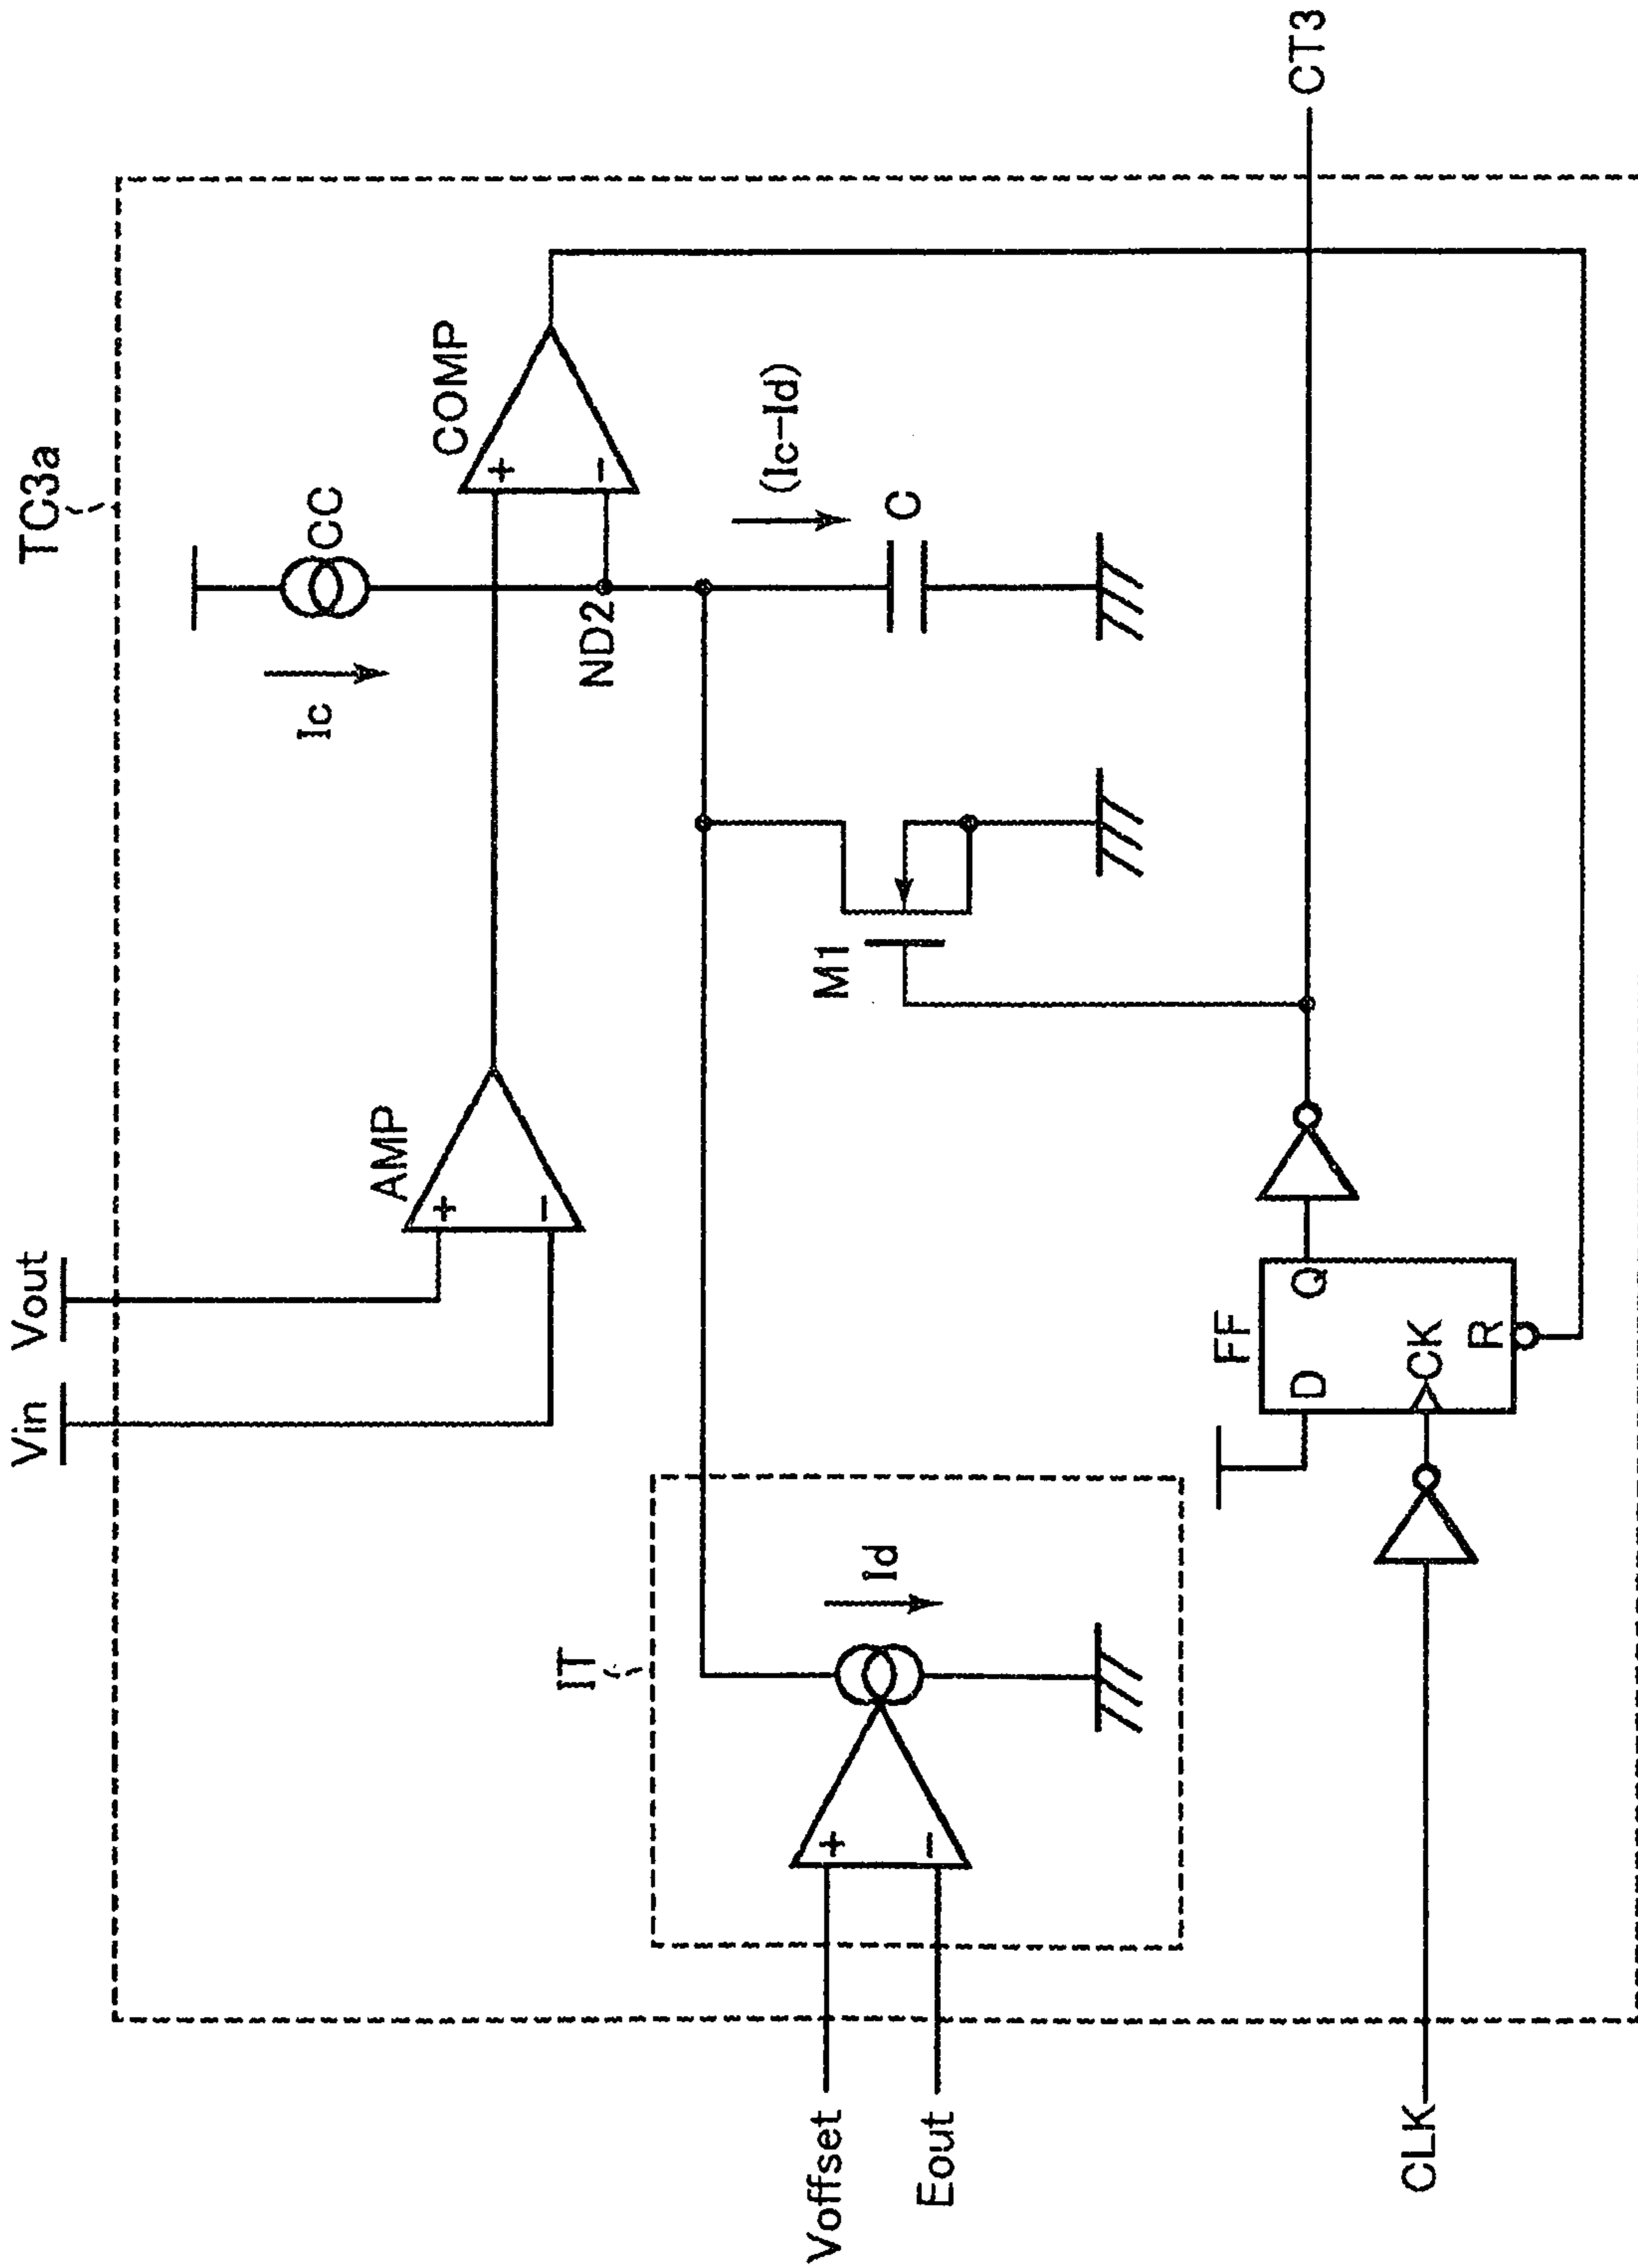 TC3a
Vin
Vout
AMP
+
−
COMP
+
−
CC
Ic
ND2
(Ic−Id)
C
M1
IT
Id
+
−
Voffset
Eout
FF
D
Q
CK
R
CLK
CT3